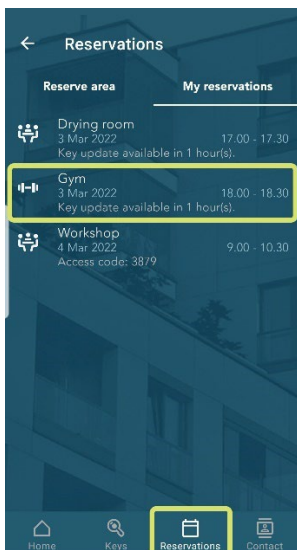 Reservations
Reserve area My reservations
Drying room
3 Mar 2022 17.00 - 17.30
Key update available in 1 hour(s).
Gym
3 Mar 2022 18.00 - 18.30
Key update available in 1 hour(s).
Workshop
4 Mar 2022 9.00 - 10.30
Access code: 3879
Home Keys Reservations Contact